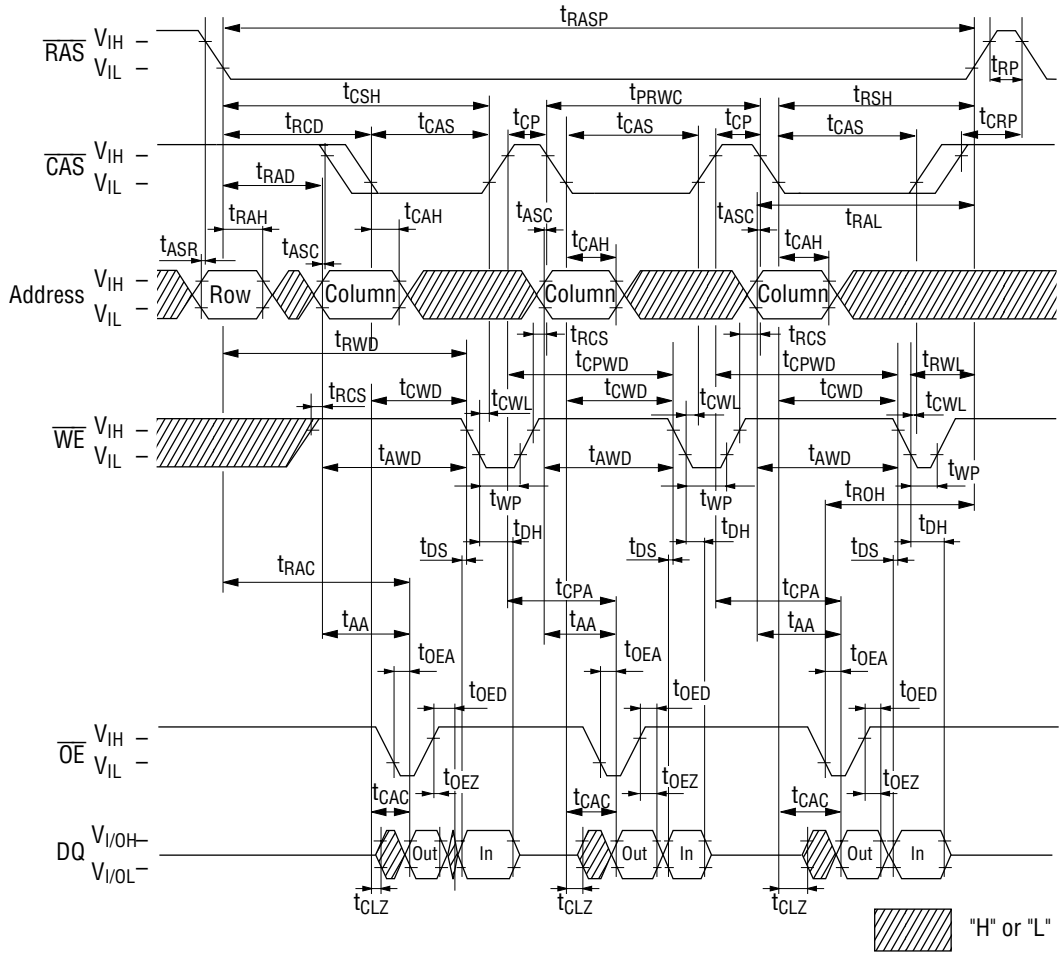 tRASP
RAS VIH
VIL
tRP
tCSH tPRWC tRSH
tRCD tCAS tCP tCAS tCP tCAS tCRP
CAS VIH
VIL
tRAD
tRAH tCAH tASC tASC tRAL
tASR tASC tCAH tCAH
Address VIH
VIL
Row Column Column Column
tRWD tRCS tRCS
tCPWD tCPWD tRWL
tRCS tCWD tCWL tCWD tCWL tCWD tCWL
WE VIH
VIL
tAWD tAWD tAWD
tWP tWP tWP
tROH
tDH tDH tDH
tDS tDS tDS
tRAC tCPA tCPA
tAA tAA tAA
tOEA tOEA tOEA
tOED tOED tOED
OE VIH
VIL
tOEZ tOEZ tOEZ
tCAC tCAC tCAC
DQ VI/OH
VI/OL
Out In Out In Out In
tCLZ tCLZ tCLZ
"H" or "L"